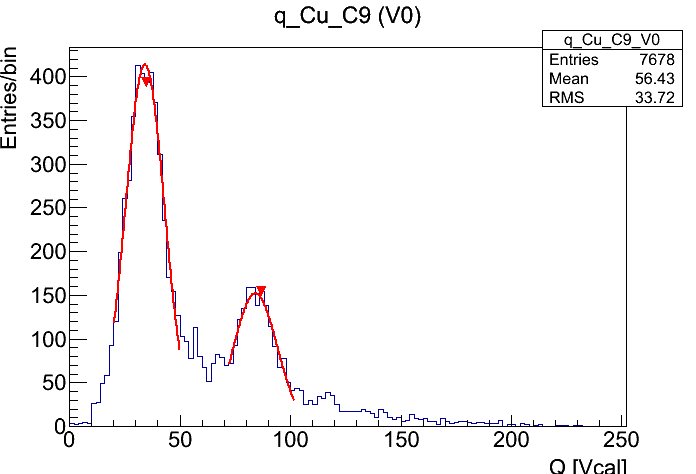 q_Cu_C9 (V0)
q_Cu_C9_V0
Entries 7678
Mean 56.43
RMS 33.72
Entries/bin
400
350
300
250
200
150
100
50
0
0 50 100 150 200 250
Q [Vcal]